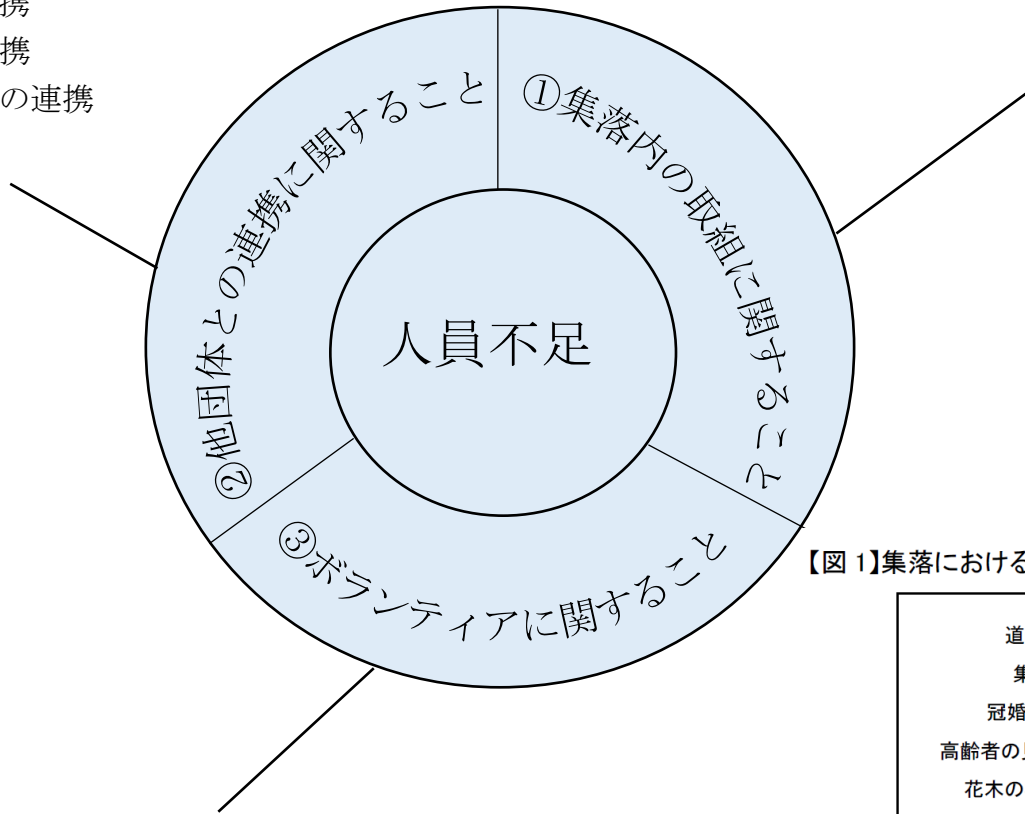 携
携
の連携
①集落内の取組に関すること
②他団体との連携に関すること
③ボランティアに関すること
人員不足
【図 1】集落における
道
集
冠婚
高齢者の見
花木の